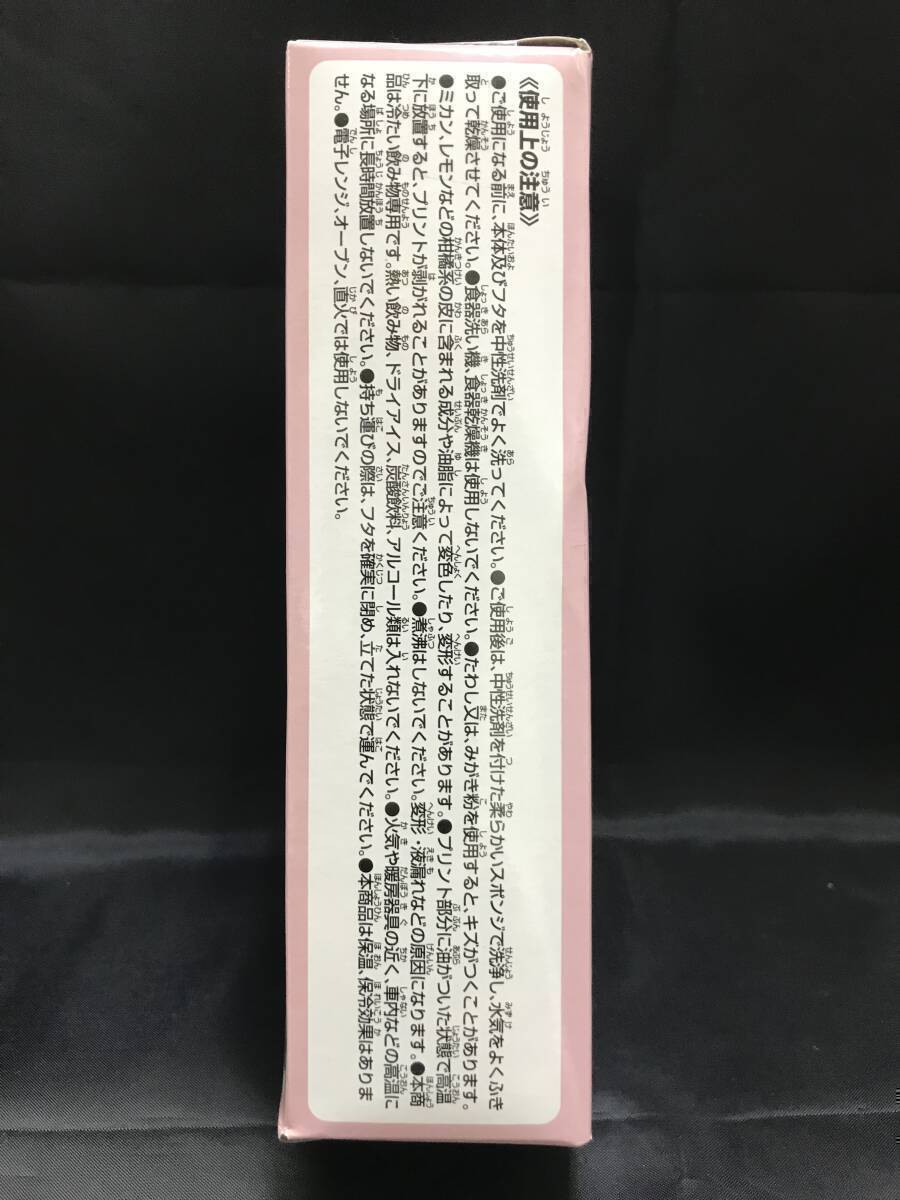 《使用上の注意》
●ご使用になる前に、本体及びフタを中性洗剤でよく洗ってください。●ご使用後は、中性洗剤を付けた柔らかいスポンジで洗浄し、水気をよくふき
取って乾燥させてください。●食器洗い機、食器乾燥機は使用しないでください。●たわし又は、みがき粉を使用すると、キズがつくことがあります。
●ミカン、レモンなどの柑橘系の皮に含まれる成分や油脂によって変色したり、変形することがあります。●プリント部分に油がついた状態で高温
下に放置すると、プリントが剥がれることがありますのでご注意ください。●煮沸はしないでください。変形・液漏れなどの原因になります。●本商
品は冷たい飲み物専用です。熱い飲み物、ドライアイス、炭酸飲料、アルコール類は入れないでください。●火気や暖房器具の近く、車内などの高温に
なる場所に長時間放置しないでください。●持ち運びの際は、フタを確実に閉め、立てた状態で運んでください。●本商品は保温、保冷効果はありま
せん。●電子レンジ、オーブン、直火では使用しないでください。